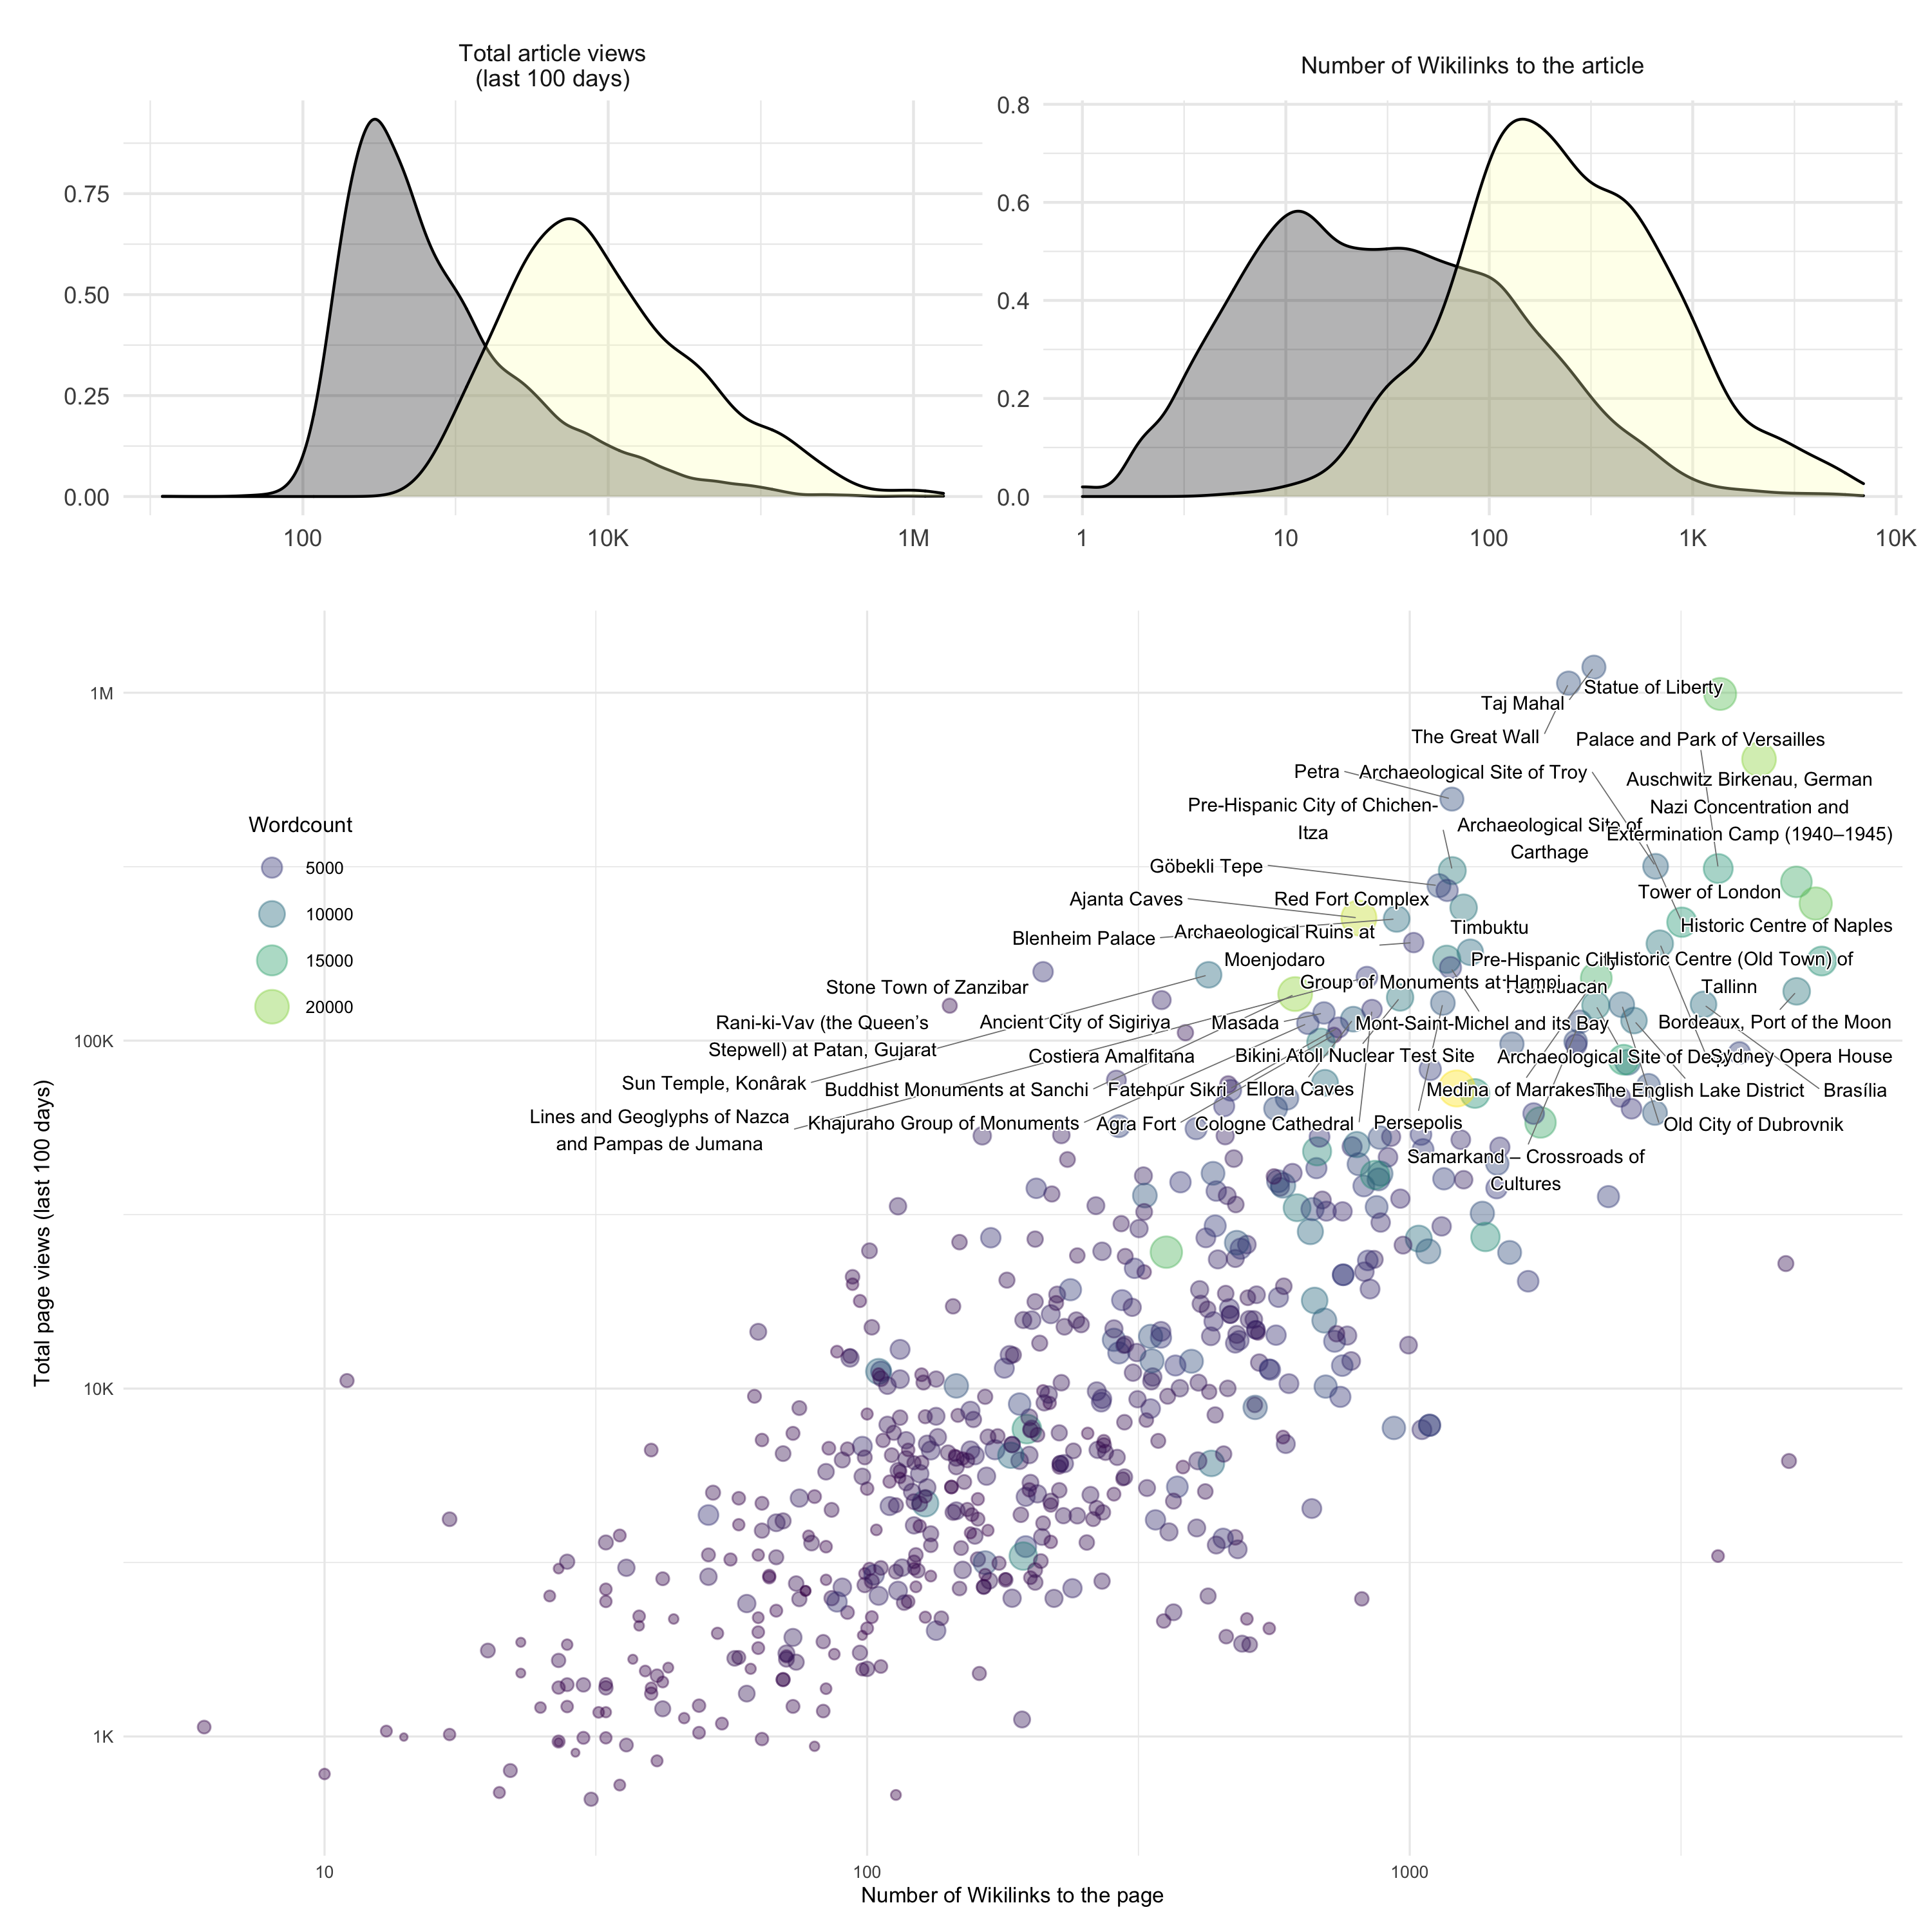 Total article views
(last 100 days)
Number of Wikilinks to the article
0.75
0.50
0.25
0.00
100
10K
1M
0.8
0.6
0.4
0.2
0.0
1
10
100
1K
10K
Total page views (last 100 days)
1M
100K
10K
1K
Wordcount
5000
10000
15000
20000
Statue of Liberty
Taj Mahal
The Great Wall
Palace and Park of Versailles
Petra
Archaeological Site of Troy
Auschwitz Birkenau, German
Nazi Concentration and
Extermination Camp (1940–1945)
Pre-Hispanic City of Chichen-
Itza
Archaeological Site of
Carthage
Göbekli Tepe
Tower of London
Ajanta Caves
Red Fort Complex
Historic Centre of Naples
Timbuktu
Blenheim Palace
Archaeological Ruins at
Moenjodaro
Pre-Hispanic City
Historic Centre (Old Town) of
Tallinn
Group of Monuments at Hampi
Stone Town of Zanzibar
Rani-ki-Vav (the Queen’s
Stepwell) at Patan, Gujarat
Ancient City of Sigiriya
Masada
Mont-Saint-Michel and its Bay
Bordeaux, Port of the Moon
Costiera Amalfitana
Bikini Atoll Nuclear Test Site
Archaeological Site of
Sydney Opera House
Sun Temple, Konârak
Buddhist Monuments at Sanchi
Fatehpur Sikri
Ellora Caves
Medina of
The English Lake District
Brasília
Lines and Geoglyphs of Nazca
and Pampas de Jumana
Khajuraho Group of Monuments
Agra Fort
Cologne Cathedral
Persepolis
Old City of Dubrovnik
Samarkand – Crossroads of
Cultures
10
100
1000
Number of Wikilinks to the page